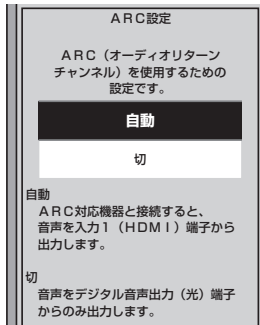 ARC設定
ARC(オーディオリターン
チャンネル)を使用するための
設定です。
自動
切
自動
ARC対応機器と接続すると、
音声を入力1(HDMI)端子から
出力します。
切
音声をデジタル音声出力(光)端子
からのみ出力します。